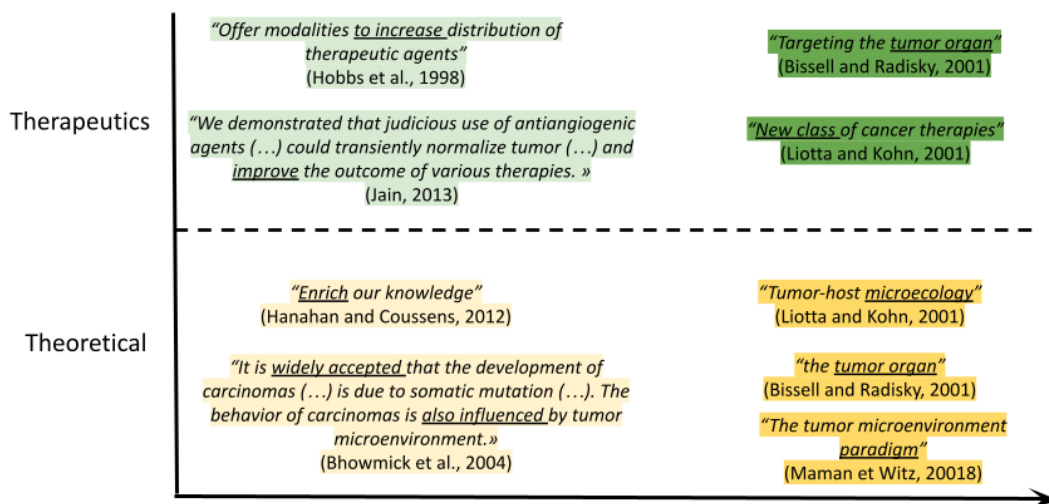 “Offer modalities to increase distribution of
therapeutic agents”
(Hobbs et al., 1998)
“Targeting the tumor organ”
(Bissell and Radisky, 2001)
Therapeutics
“We demonstrated that judicious use of antiangiogenic
agents (…) could transiently normalize tumor (…) and
improve the outcome of various therapies. »
(Jain, 2013)
“New class of cancer therapies”
(Liotta and Kohn, 2001)
Theoretical
“Enrich our knowledge”
(Hanahan and Coussens, 2012)
“Tumor-host microecology”
(Liotta and Kohn, 2001)
“It is widely accepted that the development of
carcinomas (…) is due to somatic mutation (…). The
behavior of carcinomas is also influenced by tumor
microenvironment.»
(Bhowmick et al., 2004)
“the tumor organ”
(Bissell and Radisky, 2001)
“The tumor microenvironment
paradigm”
(Maman et Witz, 20018)